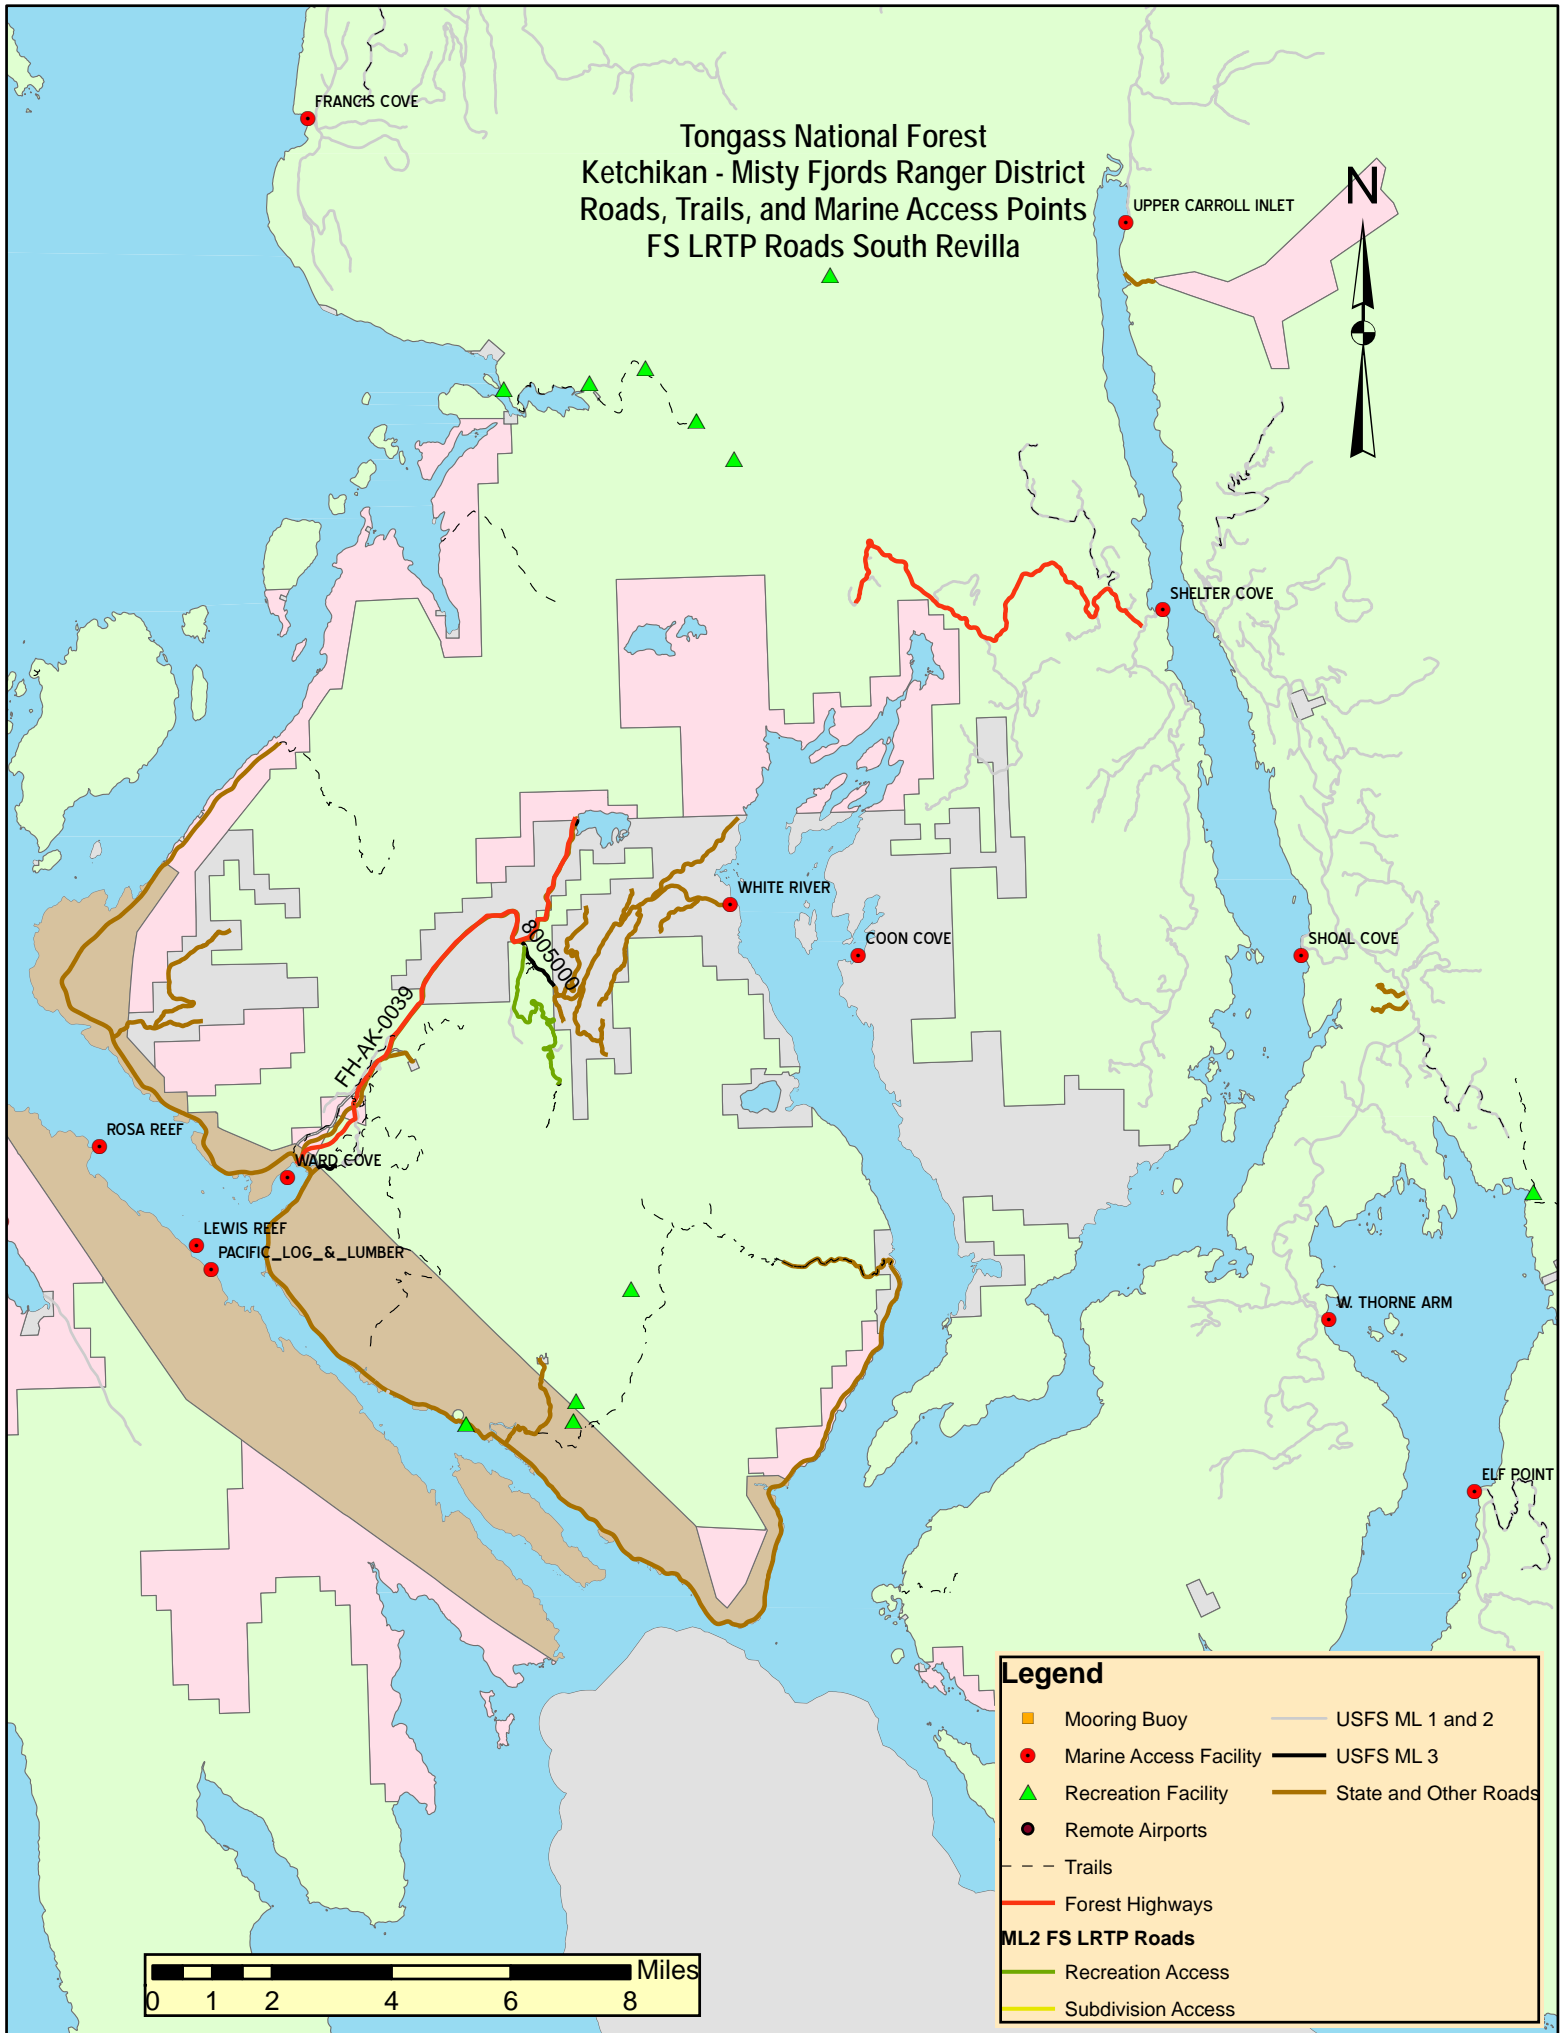 FRANCIS COVE
Tongass National Forest
Ketchikan - Misty Fjords Ranger District
Roads, Trails, and Marine Access Points
FS LRTP Roads South Revilla
N
UPPER CARROLL INLET
SHELTER COVE
WHITE RIVER
COON COVE
SHOAL COVE
8005000
FH-AK-0039
ROSA REEF
WARD COVE
LEWIS REEF
PACIFIC_LOG_&_LUMBER
W. THORNE ARM
ELF POINT
Legend
Mooring Buoy
Marine Access Facility
Recreation Facility
Remote Airports
Trails
Forest Highways
ML2 FS LRTP Roads
Recreation Access
Subdivision Access
USFS ML 1 and 2
USFS ML 3
State and Other Roads
Miles
0 1 2 4 6 8